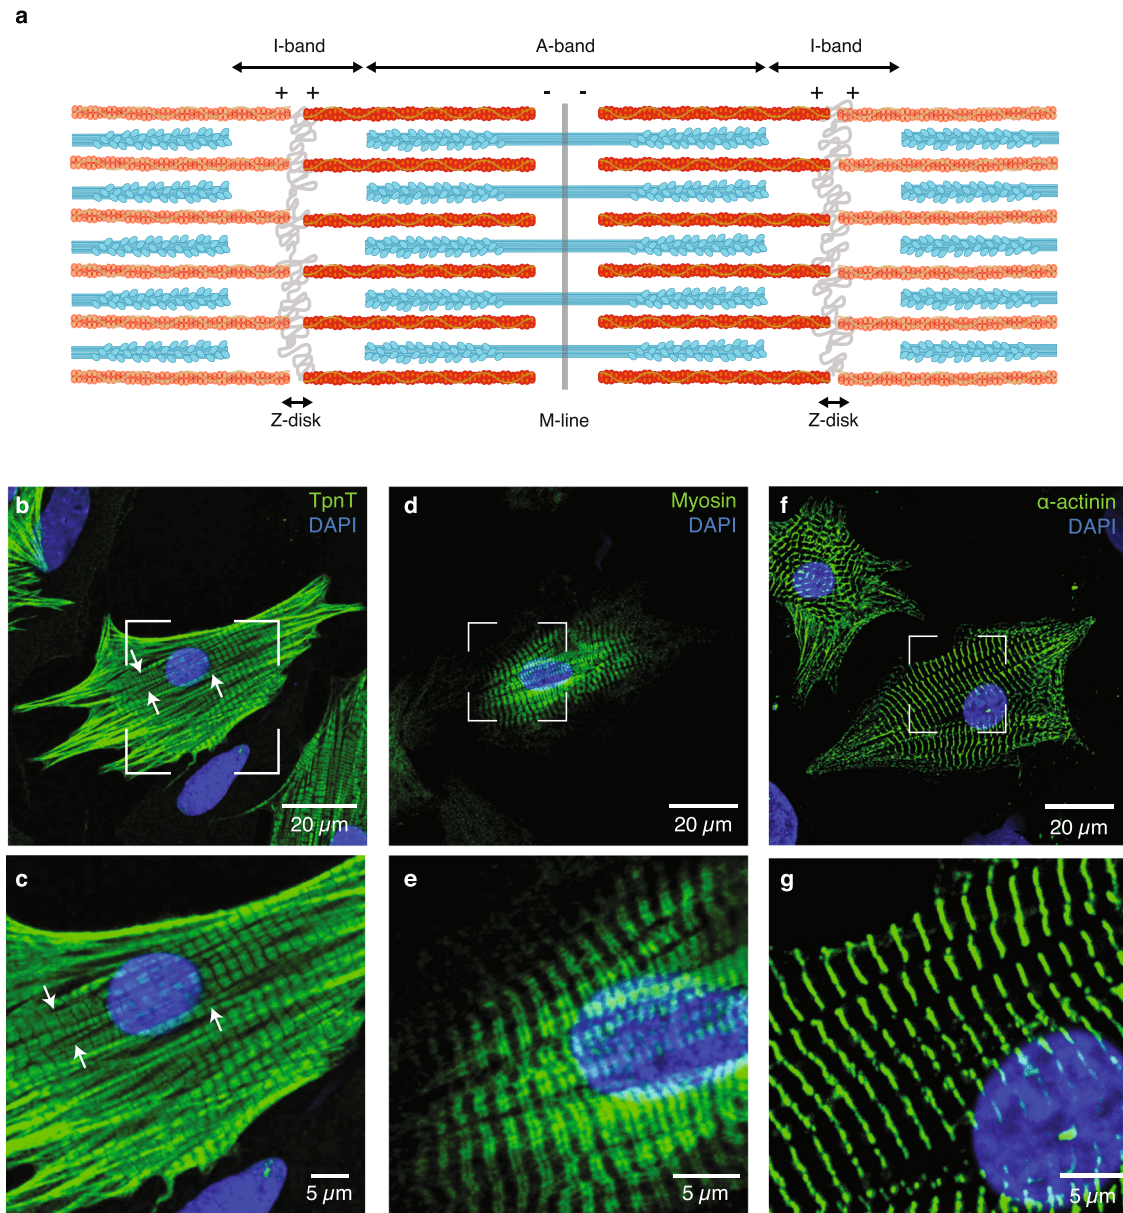 a
I-band
A-band
I-band
+ +
- -
+ +
Z-disk
M-line
Z-disk
b
TpnT
DAPI
20 µm
d
Myosin
DAPI
20 µm
f
α-actinin
DAPI
20 µm
c
5 µm
e
5 µm
g
5 µm